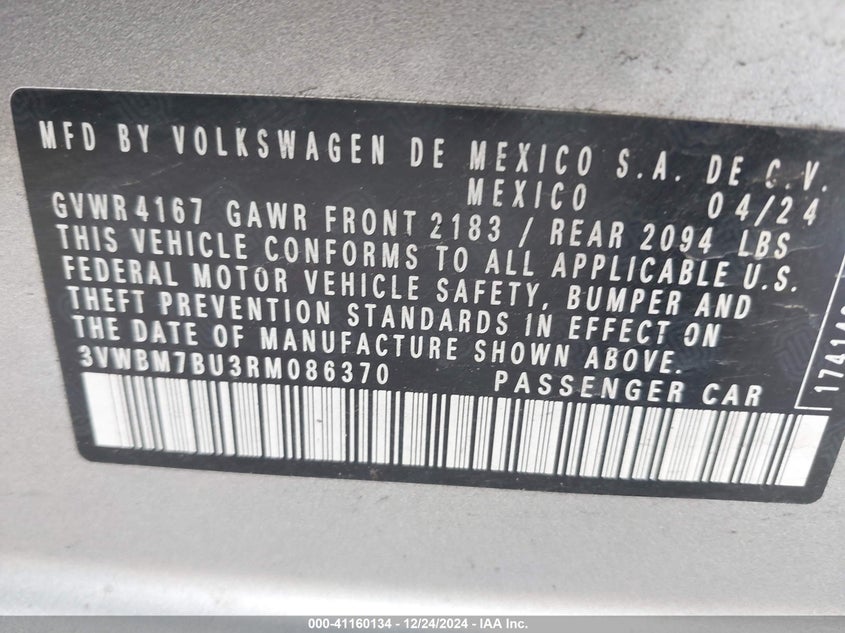 MFD BY VOLKSWAGEN DE MEXICO S.A. DE C.V.
MEXICO 04/24
GVWR 4167 GAWR FRONT 2183 / REAR 2094 LBS
THIS VEHICLE CONFORMS TO ALL APPLICABLE U.S.
FEDERAL MOTOR VEHICLE SAFETY, BUMPER AND
THEFT PREVENTION STANDARDS IN EFFECT ON
THE DATE OF MANUFACTURE SHOWN ABOVE.
3VWBM7BU3RM086370 PASSENGER CAR
000-41160134 - 12/24/2024 - IAA Inc.